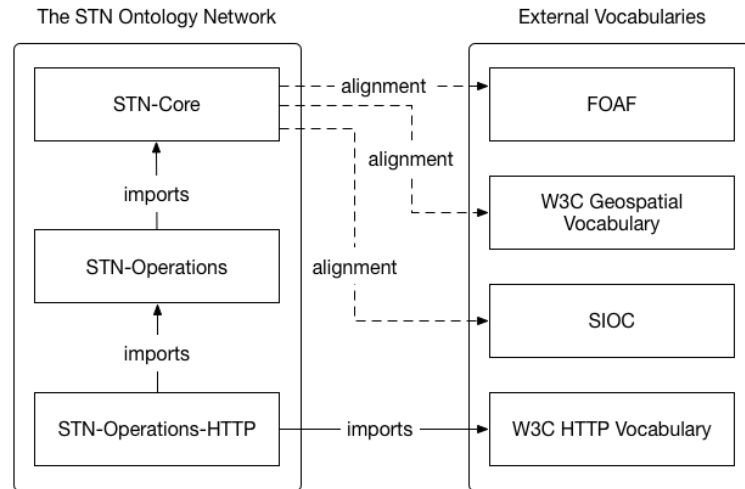 The STN Ontology Network
External Vocabularies
STN-Core
alignment
FOAF
alignment
imports
W3C Geospatial
Vocabulary
STN-Operations
alignment
SIOC
imports
STN-Operations-HTTP
imports
W3C HTTP Vocabulary